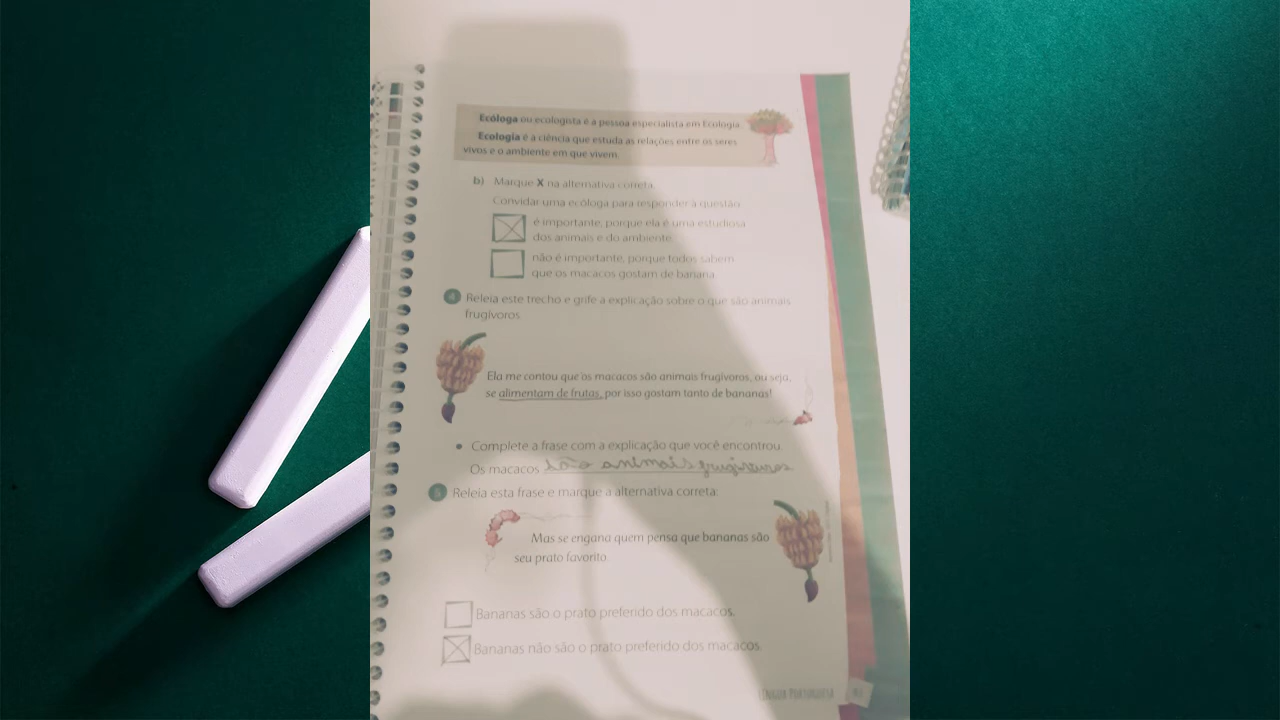 Ecóloga ou ecologista é a pessoa especialista em Ecologia.
Ecologia é a ciência que estuda as relações entre os seres
vivos e o ambiente em que vivem.
b) Marque X na alternativa correta.
Convidar uma ecóloga para responder à questão
é importante, porque ela é uma estudiosa
dos animais e do ambiente.
não é importante, porque todos sabem
que os macacos gostam de banana.
4 Releia este trecho e grife a explicação sobre o que são animais
frugívoros.
Ela me contou que os macacos são animais frugívoros, ou seja,
se alimentam de frutas, por isso gostam tanto de bananas!
• Complete a frase com a explicação que você encontrou.
Os macacos são animais frugívoros
5 Releia esta frase e marque a alternativa correta:
Mas se engana quem pensa que bananas são
seu prato favorito.
Bananas são o prato preferido dos macacos.
Bananas não são o prato preferido dos macacos.
LÍNGUA PORTUGUESA